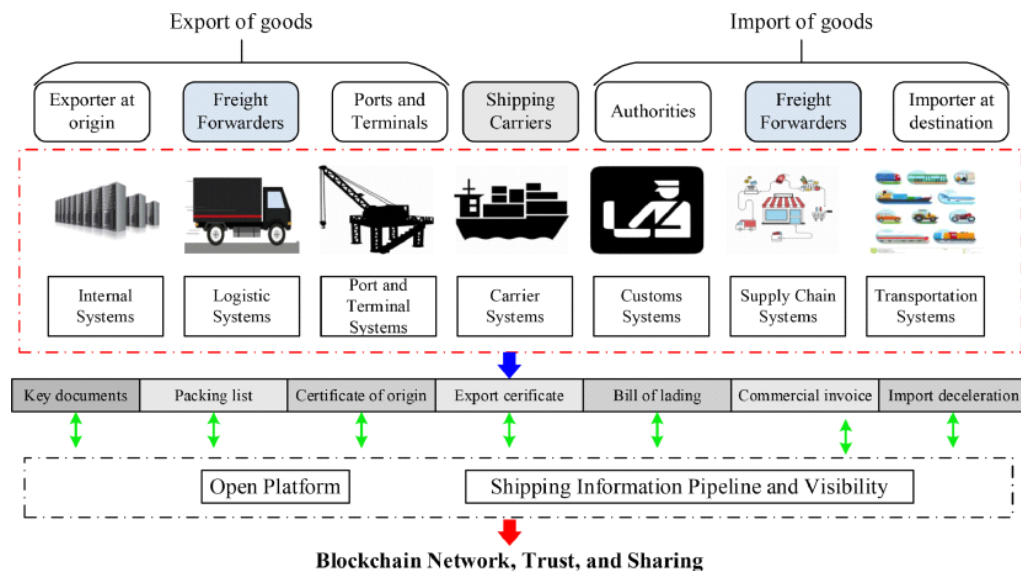 Export of goods
Import of goods
Exporter at
origin
Freight
Forwarders
Ports and
Terminals
Shipping
Carriers
Authorities
Freight
Forwarders
Importer at
destination
Internal
Systems
Logistic
Systems
Port and
Terminal
Systems
Carrier
Systems
Customs
Systems
Supply Chain
Systems
Transportation
Systems
Key documents
Packing list
Certificate of origin
Export cerificate
Bill of lading
Commercial invoice
Import deceleration
Open Platform
Shipping Information Pipeline and Visibility
Blockchain Network, Trust, and Sharing